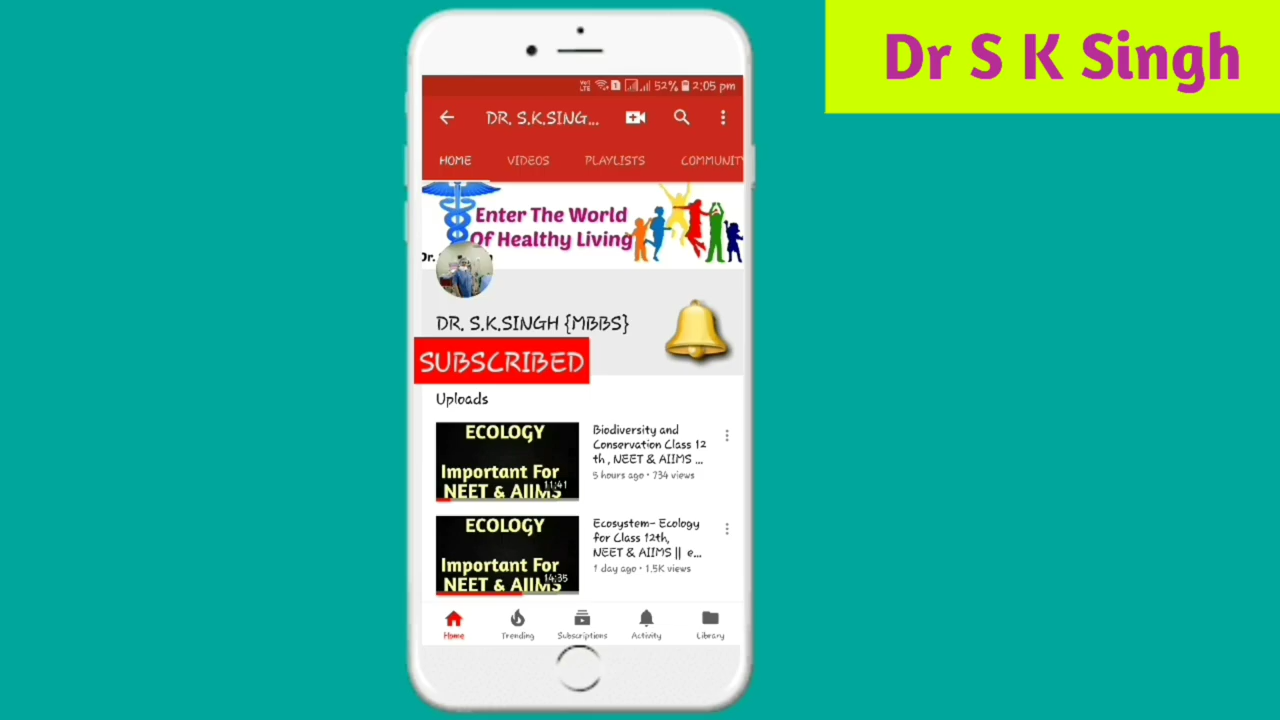 Dr S K Singh
52% 2:05 pm
DR. S.K.SING...
HOME VIDEOS PLAYLISTS COMMUNIT
Enter The World
Of Healthy Living
Dr.
DR. S.K.SINGH {MBBS}
SUBSCRIBED
Uploads
ECOLOGY
Important For
NEET & AIIMS
11:41
Biodiversity and
Conservation Class 12
th , NEET & AIIMS ...
5 hours ago • 734 views
ECOLOGY
Important For
NEET & AIIMS
14:35
Ecosystem- Ecology
for Class 12th,
NEET & AIIMS || e...
1 day ago • 1.5K views
Home Trending Subscriptions Activity Library